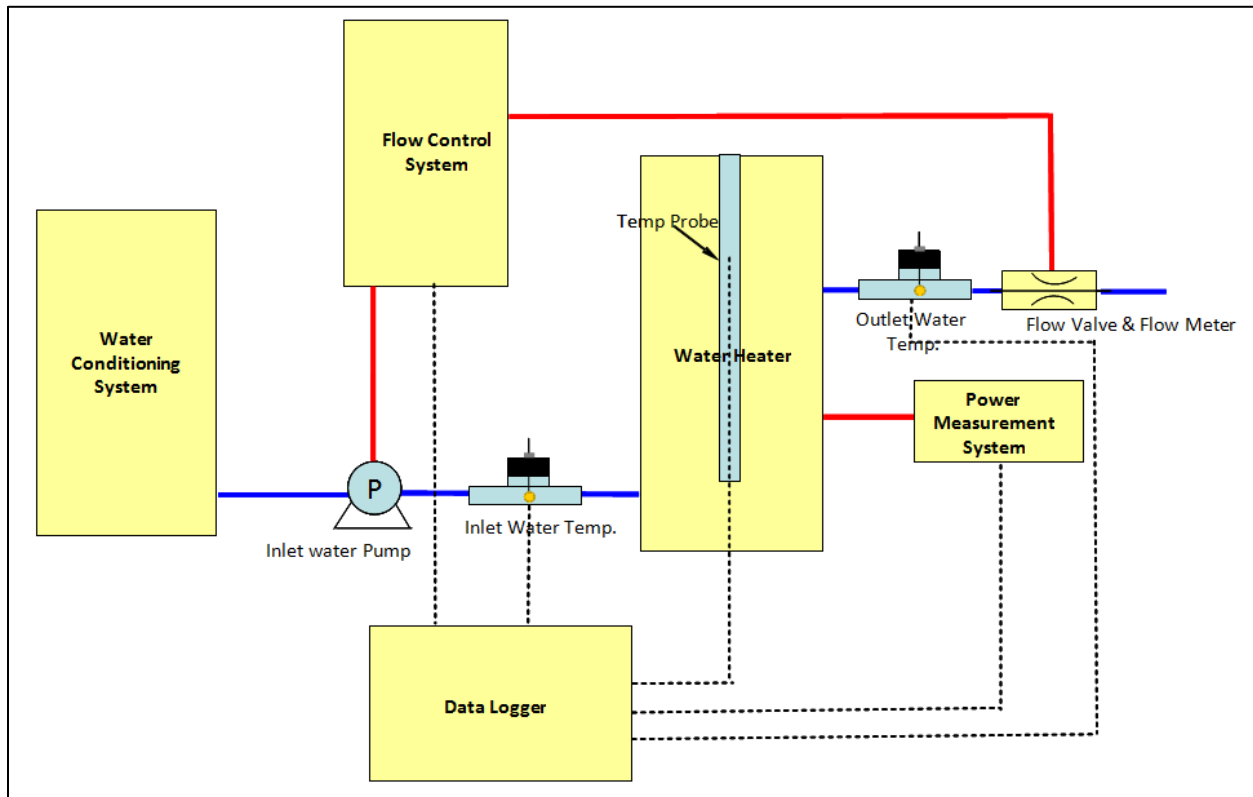 Flow Control
System
Temp Probe
Water
Conditioning
System
Water Heater
Outlet Water
Temp.
Flow Valve & Flow Meter
Power
Measurement
System
P
Inlet water Pump
Inlet Water Temp.
Data Logger